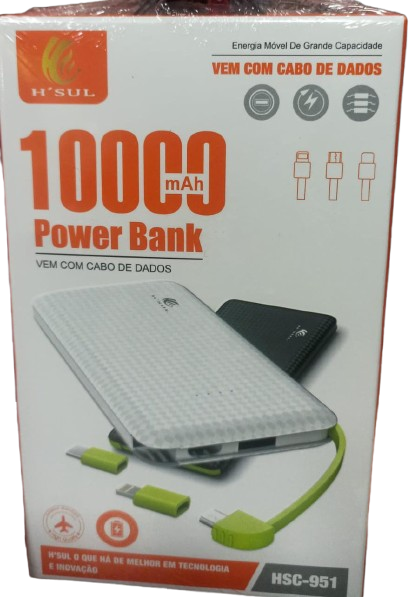 H'SUL
Energia Móvel De Grande Capacidade
VEM COM CABO DE DADOS
10000
mAh
Power Bank
VEM COM CABO DE DADOS
H'SUL
H'SUL O QUE HÁ DE MELHOR EM TECNOLOGIA
E INOVAÇÃO
HSC-951